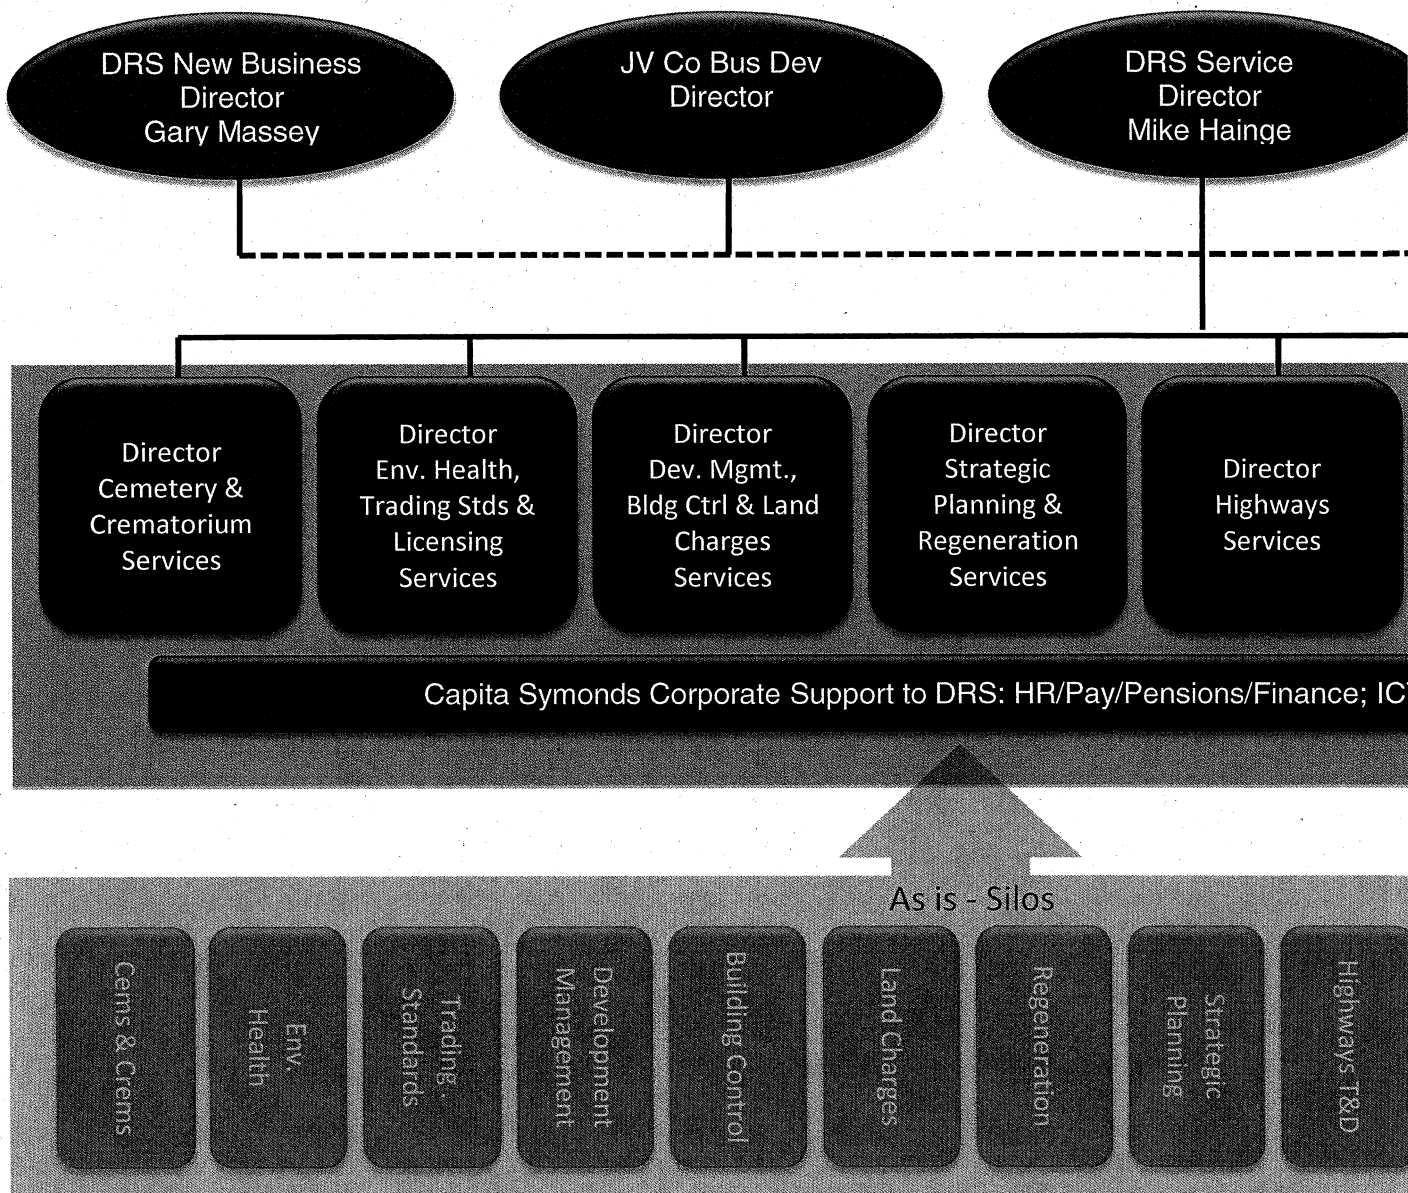 DRS New Business
Director
Gary Massey
JV Co Bus Dev
Director
DRS Service
Director
Mike Hainge
Director
Cemetery &
Crematorium
Services
Director
Env. Health,
Trading Stds &
Licensing
Services
Director
Dev. Mgmt.,
Bldg Ctrl & Land
Charges
Services
Director
Strategic
Planning &
Regeneration
Services
Director
Highways
Services
Capita Symonds Corporate Support to DRS: HR/Pay/Pensions/Finance; IC
As is - Silos
Cems & Crems
Env.
Health
Trading
Standards
Development
Management
Building Control
Land Charges
Regeneration
Strategic
Planning
Highways T&D